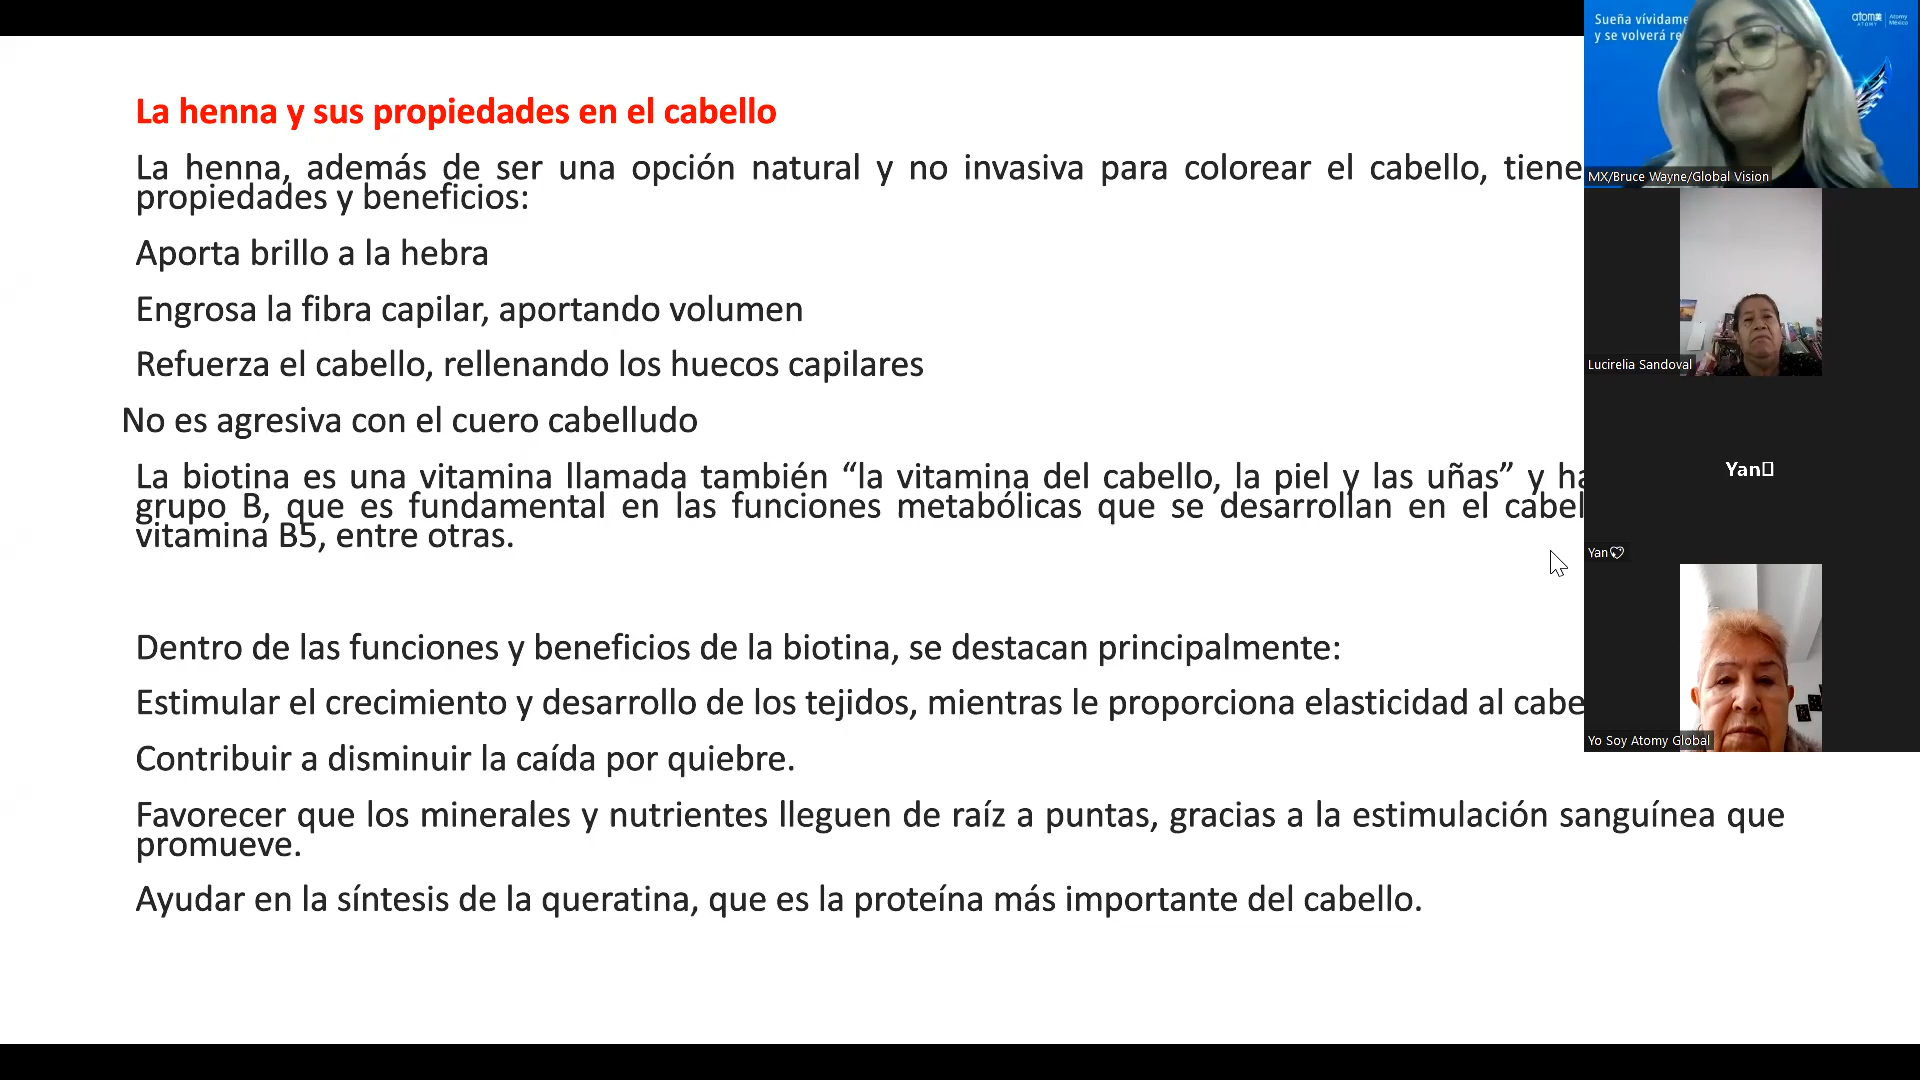 La henna y sus propiedades en el cabello
La henna, además de ser una opción natural y no invasiva para colorear el cabello, tiene
propiedades y beneficios:
Aporta brillo a la hebra
Engrosa la fibra capilar, aportando volumen
Refuerza el cabello, rellenando los huecos capilares
No es agresiva con el cuero cabelludo
La biotina es una vitamina llamada también “la vitamina del cabello, la piel y las uñas” y
grupo B, que es fundamental en las funciones metabólicas que se desarrollan en el
vitamina B5, entre otras.
Dentro de las funciones y beneficios de la biotina, se destacan principalmente:
Estimular el crecimiento y desarrollo de los tejidos, mientras le proporciona elasticidad al
Contribuir a disminuir la caída por quiebre.
Favorecer que los minerales y nutrientes lleguen de raíz a puntas, gracias a la estimulación sanguínea que
promueve.
Ayudar en la síntesis de la queratina, que es la proteína más importante del cabello.
Sueña
y se volverá
atomy
ATOMY
Atomy
México
MX/Bruce Wayne/Global Vision
Lucirelia Sandoval
Yan
Yan
Yo Soy Atomy Global